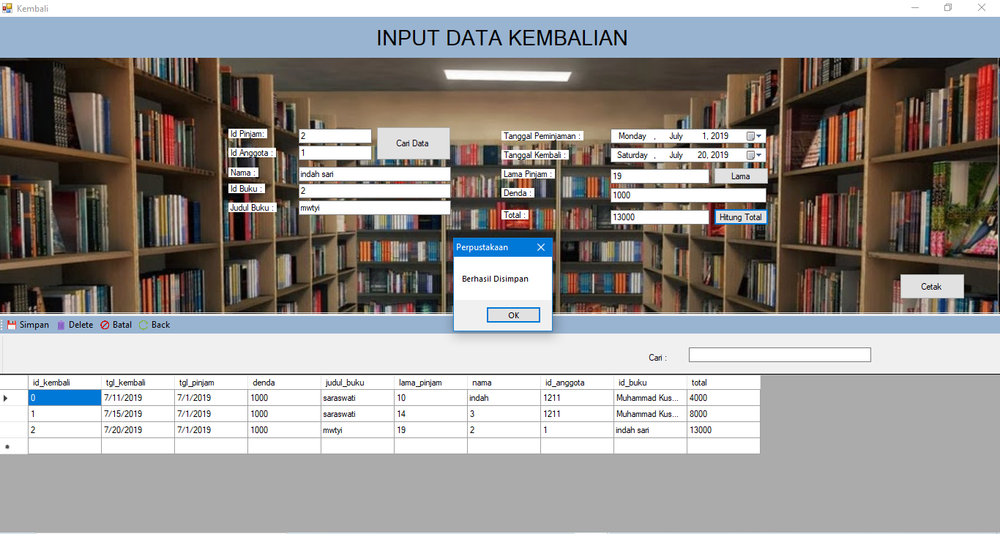 Kembali
INPUT DATA KEMBALIAN
Id Pinjam: 2 Cari Data
Id Anggota : 1
Nama : indah sari
Id Buku : 2
Judul Buku : mwtyi
Tanggal Peminjaman : Monday , July 1, 2019
Tanggal Kembali : Saturday , July 20, 2019
Lama Pinjam : 19 Lama
Denda : 1000
Total : 13000 Hitung Total
Perpustakaan
Berhasil Disimpan
OK
Cetak
Simpan Delete Batal Back
Cari :
id_kembali tgl_kembali tgl_pinjam denda judul_buku lama_pinjam nama id_anggota id_buku total
0 7/11/2019 7/1/2019 1000 saraswati 10 indah 1211 Muhammad Kus... 4000
1 7/15/2019 7/1/2019 1000 saraswati 14 3 1211 Muhammad Kus... 8000
2 7/20/2019 7/1/2019 1000 mwtyi 19 2 1 indah sari 13000